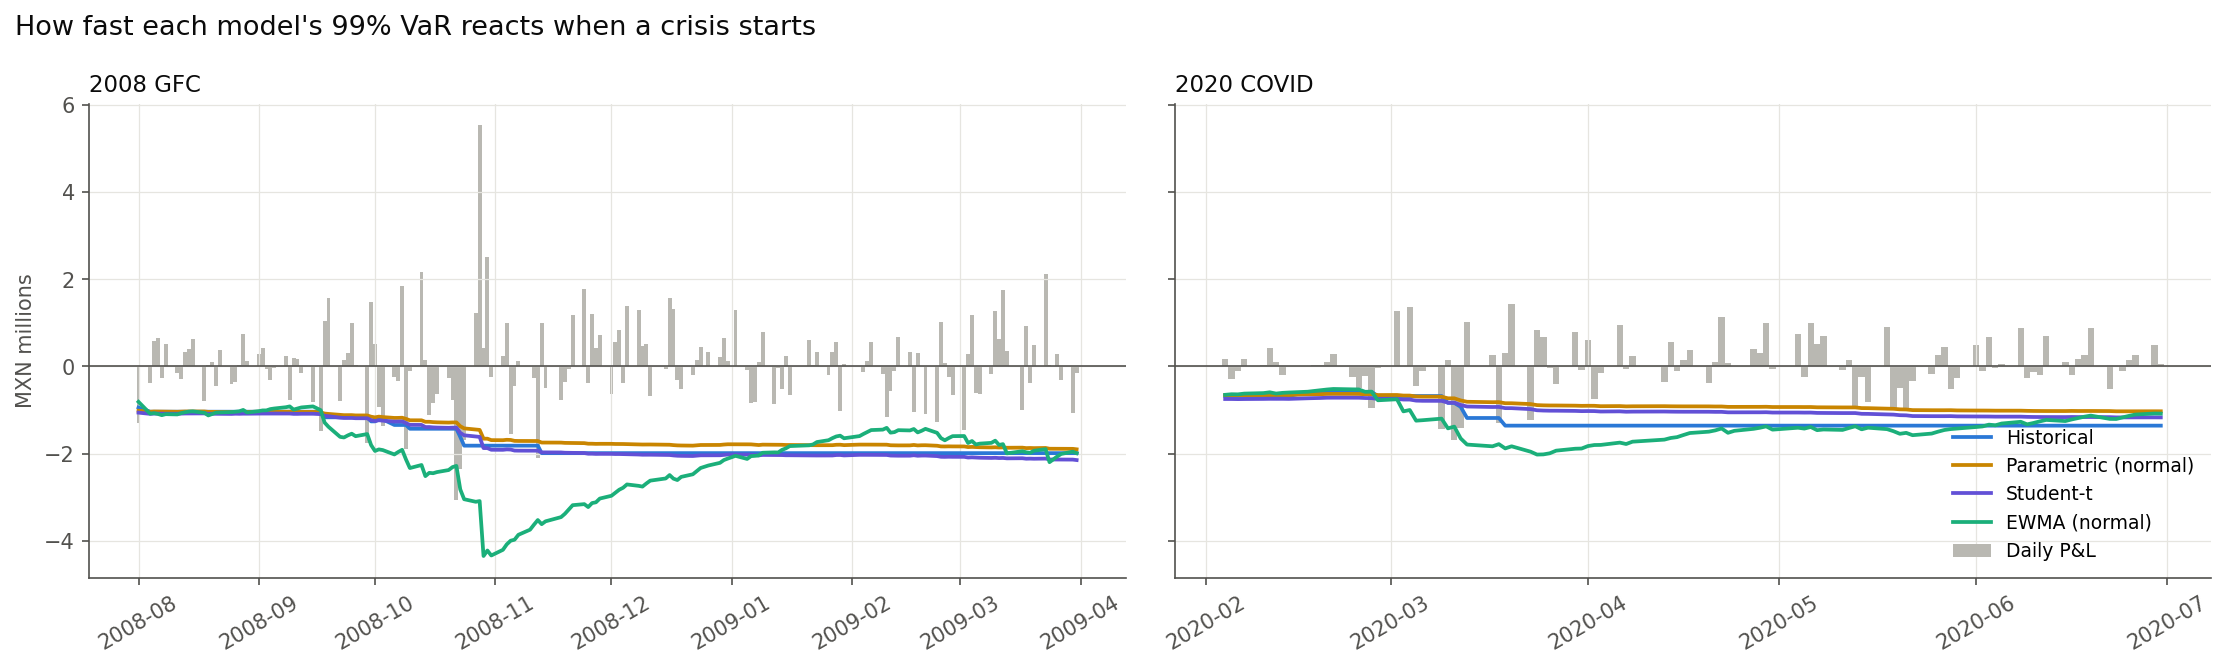 How fast each model's 99% VaR reacts when a crisis starts
2008 GFC
2020 COVID
MXN millions
6
4
2
0
−2
−4
2008-08
2008-09
2008-10
2008-11
2008-12
2009-01
2009-02
2009-03
2009-04
2020-02
2020-03
2020-04
2020-05
2020-06
2020-07
Historical
Parametric (normal)
Student-t
EWMA (normal)
Daily P&L